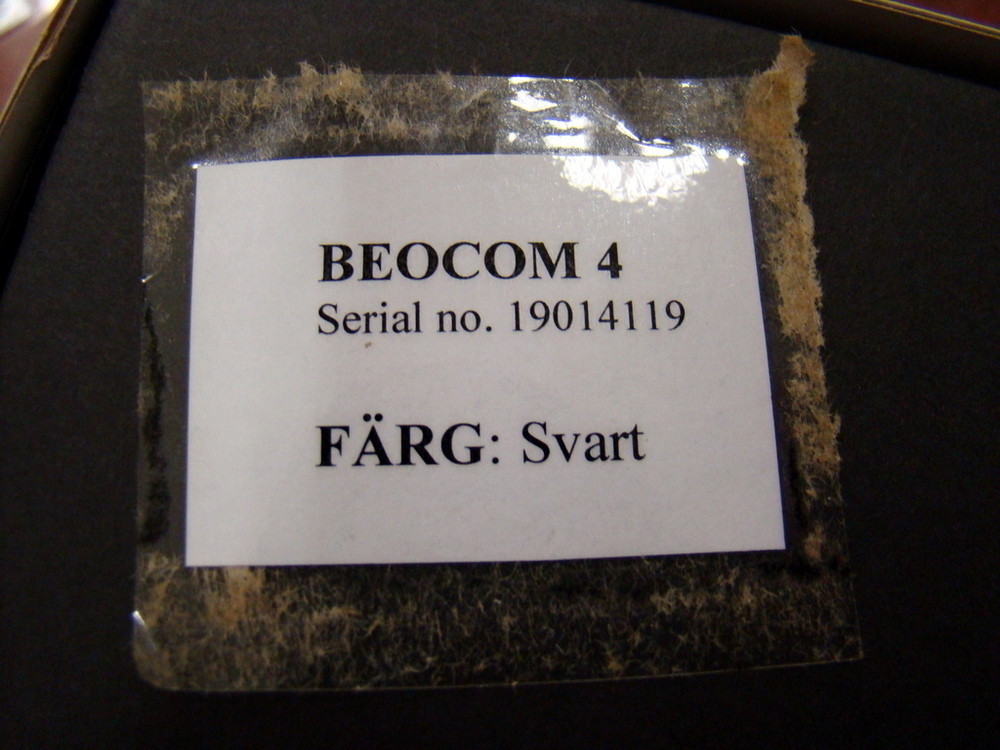 BEOCOM 4
Serial no. 19014119
FÄRG: Svart